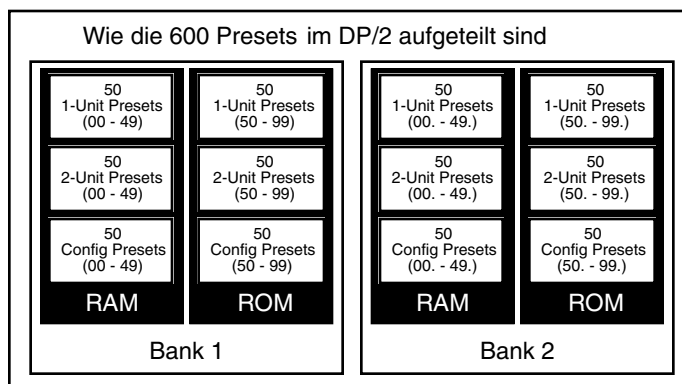 Wie die 600 Presets im DP/2 aufgeteilt sind
50
1-Unit Presets
(00 - 49)
50
2-Unit Presets
(00 - 49)
50
Config Presets
(00 - 49)
RAM
50
1-Unit Presets
(50 - 99)
50
2-Unit Presets
(50 - 99)
50
Config Presets
(50 - 99)
ROM
Bank 1
50
1-Unit Presets
(00. - 49.)
50
2-Unit Presets
(00. - 49.)
50
Config Presets
(00. - 49.)
RAM
50
1-Unit Presets
(50. - 99.)
50
2-Unit Presets
(50. - 99.)
50
Config Presets
(50. - 99.)
ROM
Bank 2